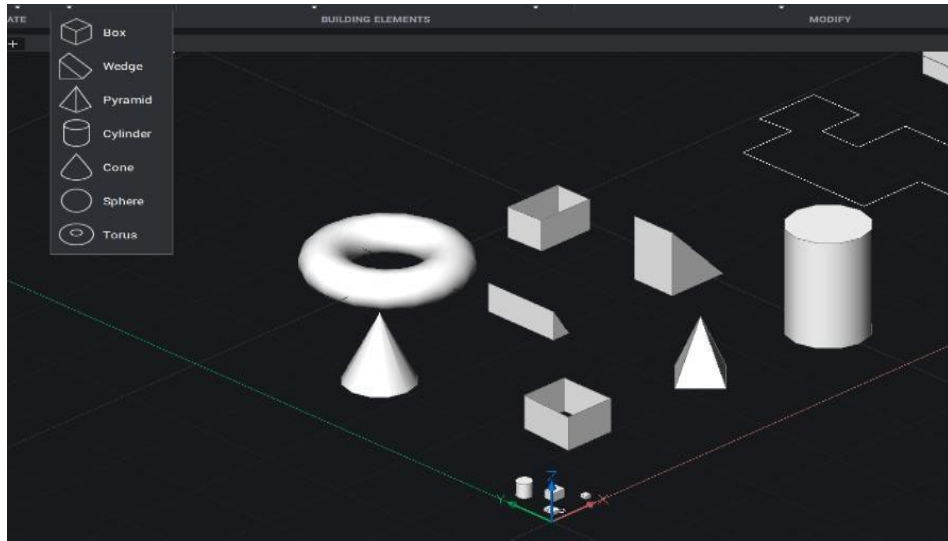 ATE
BUILDING ELEMENTS
MODIFY
+
Box
Wedge
Pyramid
Cylinder
Cone
Sphere
Torus
Z
Y
X